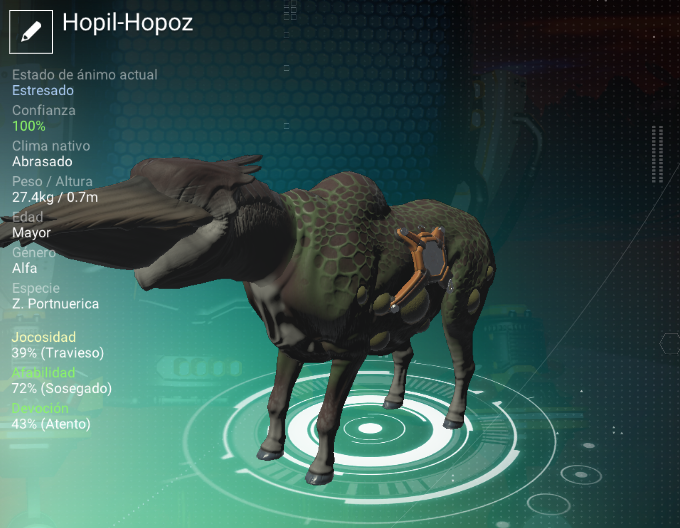 Hopil-Hopoz
Estado de ánimo actual
Estresado
Confianza
100%
Clima nativo
Abrasado
Peso / Altura
27.4kg / 0.7m
Edad
Mayor
Género
Alfa
Especie
Z. Portnuerica
Jocosidad
39% (Travieso)
Afabilidad
72% (Sosegado)
Devoción
43% (Atento)